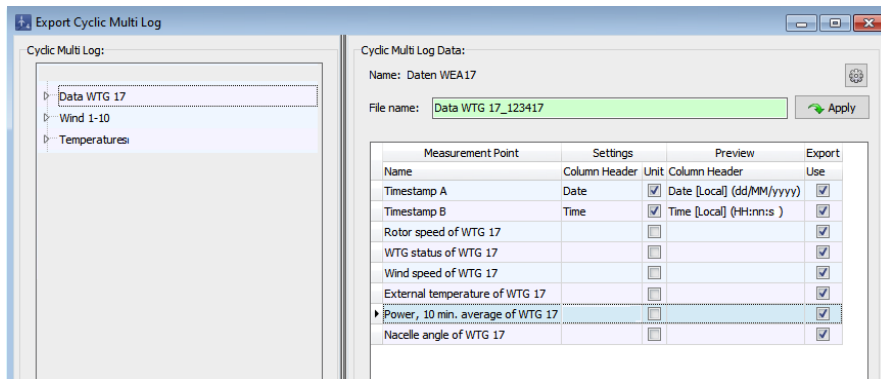 Export Cyclic Multi Log
Cyclic Multi Log:
Data WTG 17
Wind 1-10
Temperatures
Cyclic Multi Log Data:
Name: Daten WEA17
File name: Data WTG 17_123417 Apply
Measurement Point Settings Preview Export
Name Column Header Unit Column Header Use
Timestamp A Date Date [Local] (dd/MM/yyyy)
Timestamp B Time Time [Local] (HH:nn:s )
Rotor speed of WTG 17
WTG status of WTG 17
Wind speed of WTG 17
External temperature of WTG 17
Power, 10 min. average of WTG 17
Nacelle angle of WTG 17